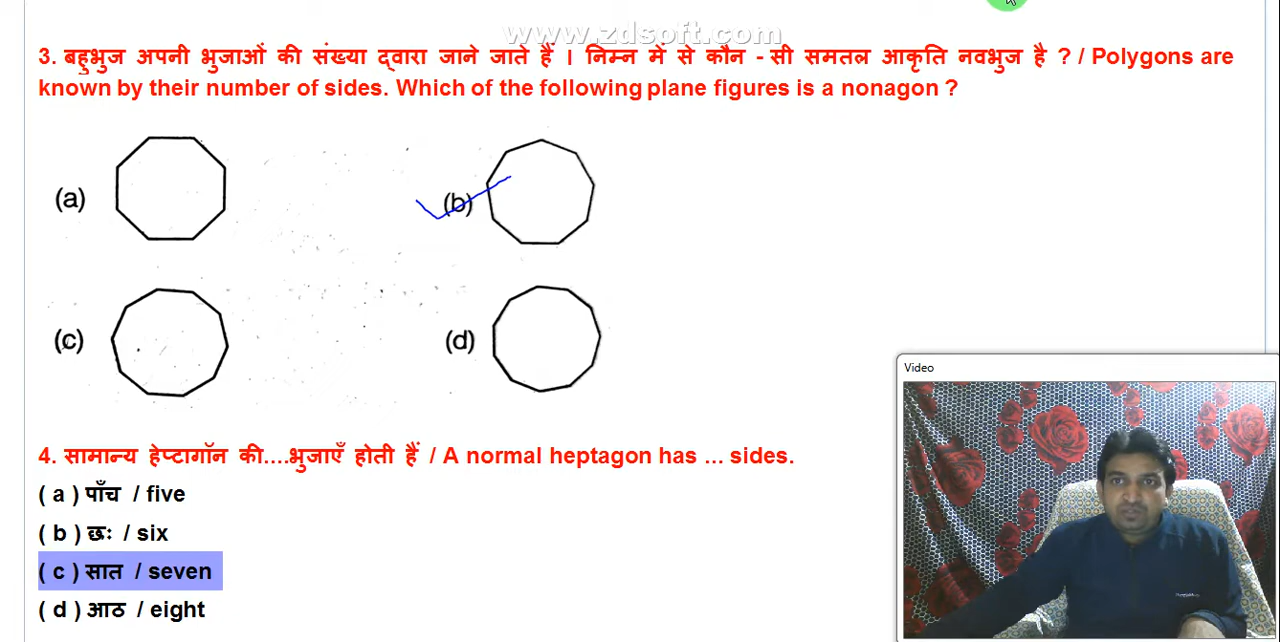 www.zdsoft.com
3. बहुभुज अपनी भुजाओं की संख्या द्वारा जाने जाते हैं । निम्न में से कौन - सी समतल आकृति नवभुज है ? / Polygons are
known by their number of sides. Which of the following plane figures is a nonagon ?
(a)
(b)
(c)
(d)
Video
4. सामान्य हेप्टागॉन की....भुजाएँ होती हैं / A normal heptagon has ... sides.
( a ) पाँच / five
( b ) छः / six
( c ) सात / seven
( d ) आठ / eight